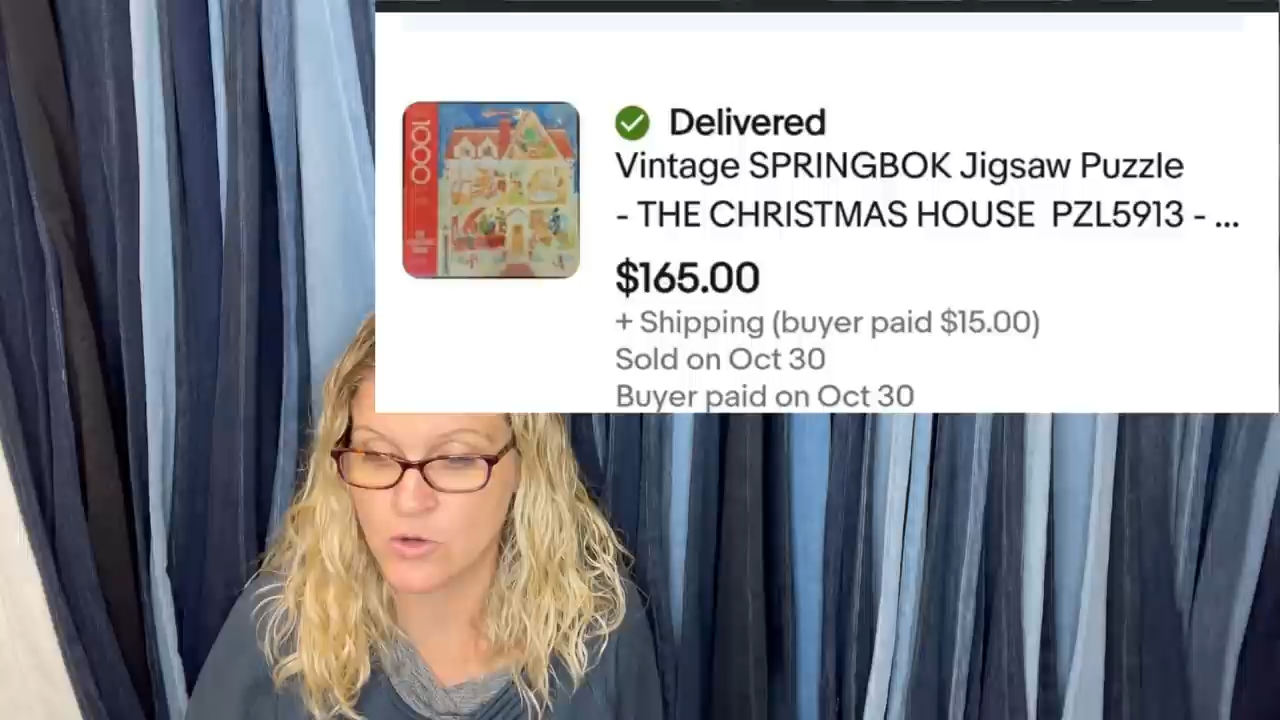 1000
Delivered
Vintage SPRINGBOK Jigsaw Puzzle
- THE CHRISTMAS HOUSE PZL5913 - ...
$165.00
+ Shipping (buyer paid $15.00)
Sold on Oct 30
Buyer paid on Oct 30